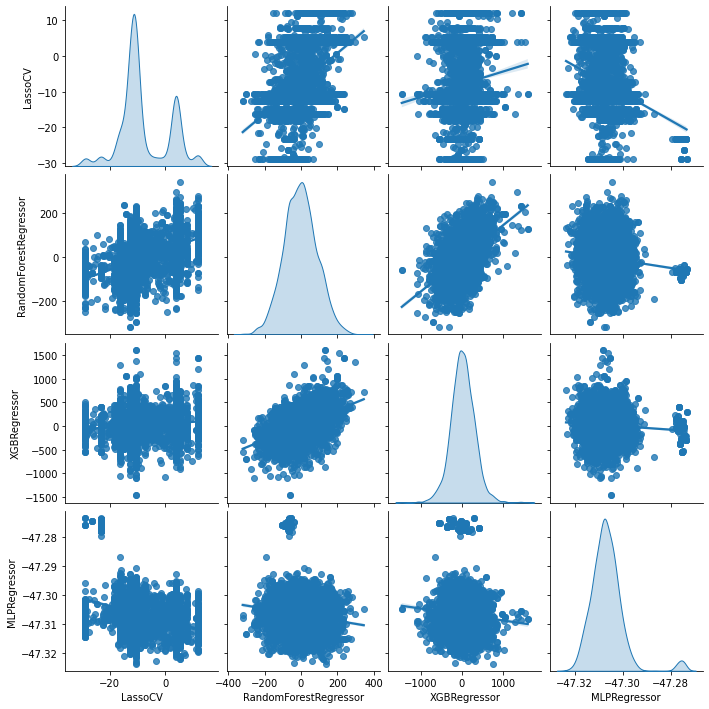 10
0
−10
−20
−30
LassoCV
200
0
−200
RandomForestRegressor
1500
1000
500
0
−500
−1000
−1500
XGBRegressor
−47.28
−47.29
−47.30
−47.31
−47.32
MLPRegressor
−20 0
LassoCV
−400 −200 0 200 400
RandomForestRegressor
−1000 0 1000
XGBRegressor
−47.32 −47.30 −47.28
MLPRegressor